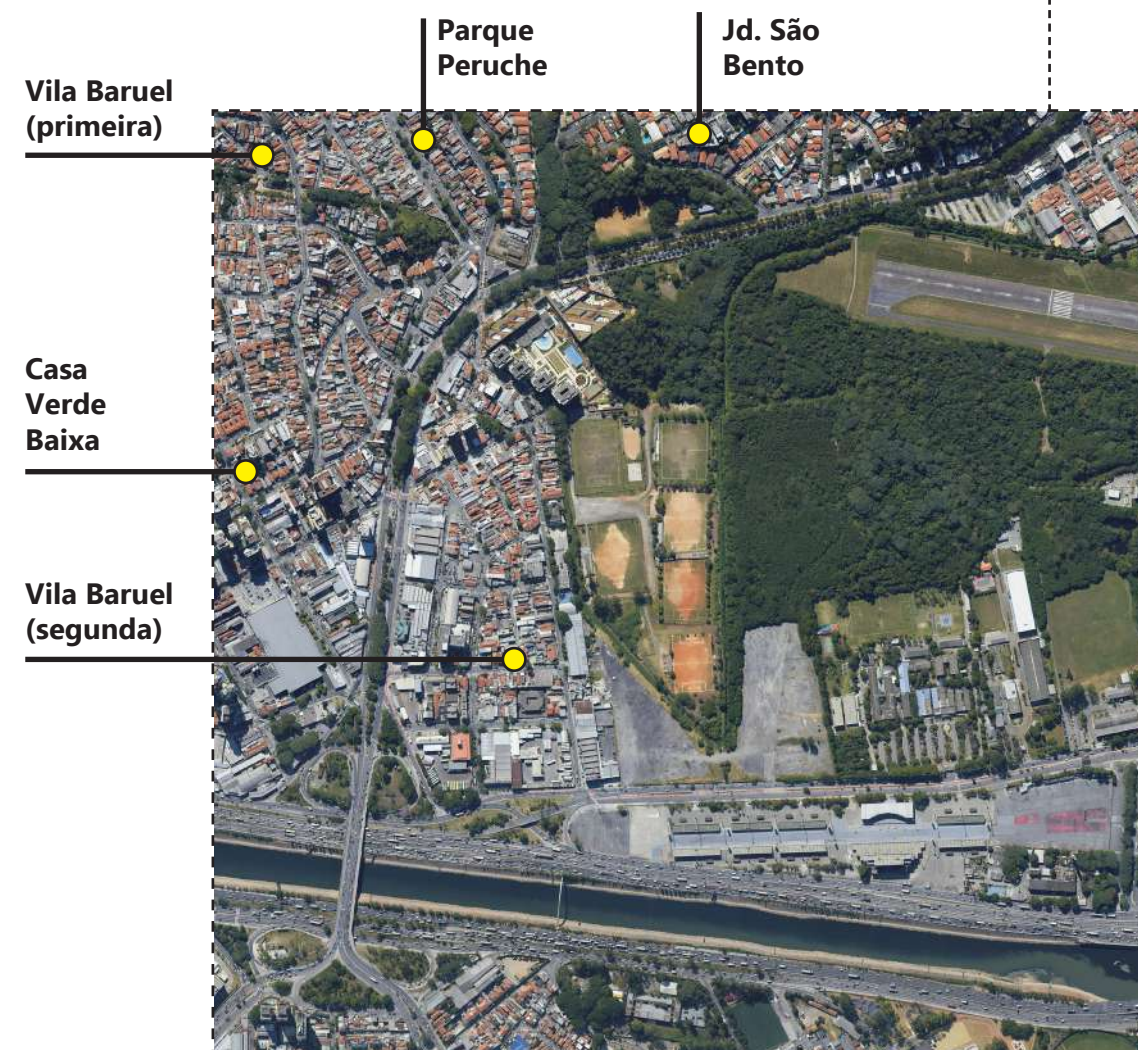 Parque
Peruche
Jd. São
Bento
Vila Baruel
(primeira)
Casa
Verde
Baixa
Vila Baruel
(segunda)